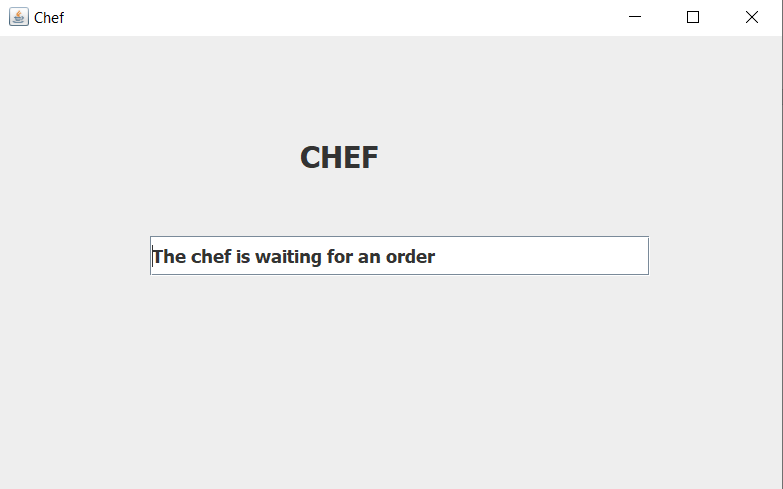 Chef
CHEF
The chef is waiting for an order